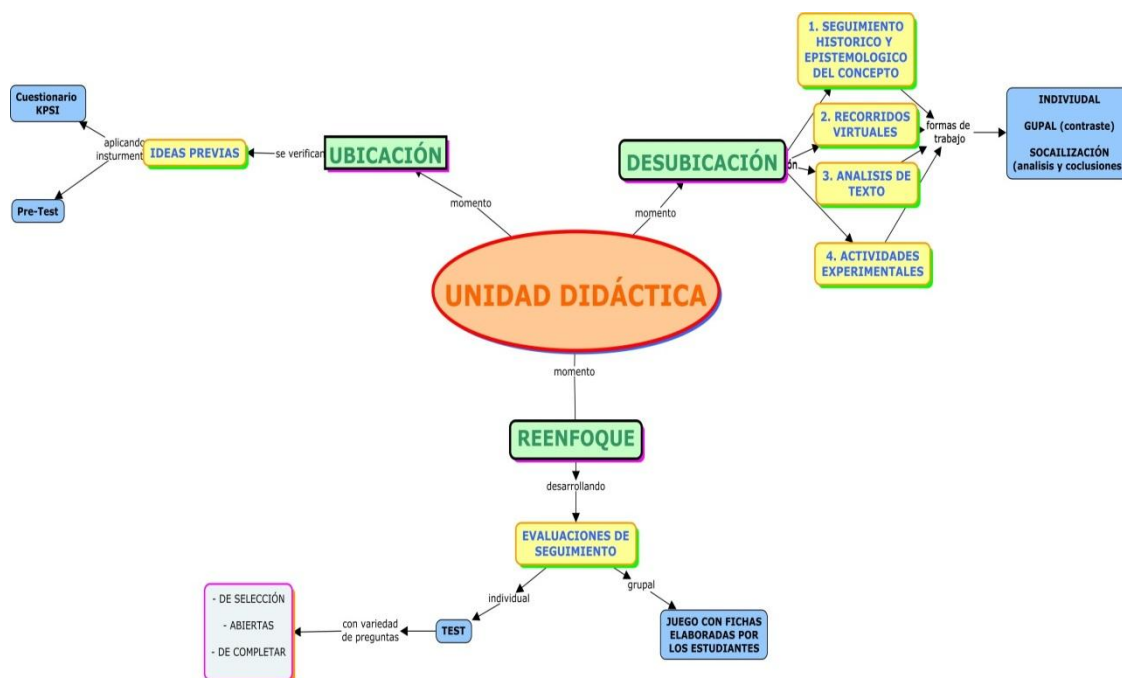 1. SEGUIMIENTO
HISTORICO Y
EPISTEMOLOGICO
DEL CONCEPTO
Cuestionario
KPSI
aplicando
insturment
IDEAS PREVIAS
se verifican
UBICACIÓN
Pre-Test
momento
DESUBICACIÓN
ón
momento
2. RECORRIDOS
VIRTUALES
3. ANALISIS DE
TEXTO
4. ACTIVIDADES
EXPERIMENTALES
formas de
trabajo
INDIVIUDAL
GUPAL (contraste)
SOCAILIZACIÓN
(analisis y coclusiones
UNIDAD DIDÁCTICA
momento
REENFOQUE
desarrollando
EVALUACIONES DE
SEGUIMIENTO
individual
grupal
TEST
con variedad
de preguntas
- DE SELECCIÓN
- ABIERTAS
- DE COMPLETAR
JUEGO CON FICHAS
ELABORADAS POR
LOS ESTUDIANTES